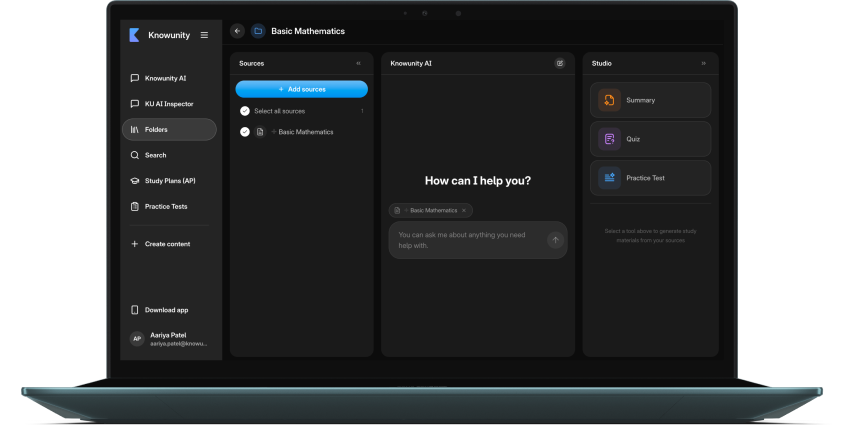 Knowunity
Basic Mathematics
Knowunity AI
KU AI Inspector
Folders
Search
Study Plans (AP)
Practice Tests
+ Create content
Download app
AP
Aariya Patel
aariya.patel@knowu...
Sources
«
+ Add sources
Select all sources
1
+ Basic Mathematics
Knowunity AI
How can I help you?
+ Basic Mathematics ×
You can ask me about anything you need
help with.
Studio
»
Summary
Quiz
Practice Test
Select a tool above to generate study
materials from your sources